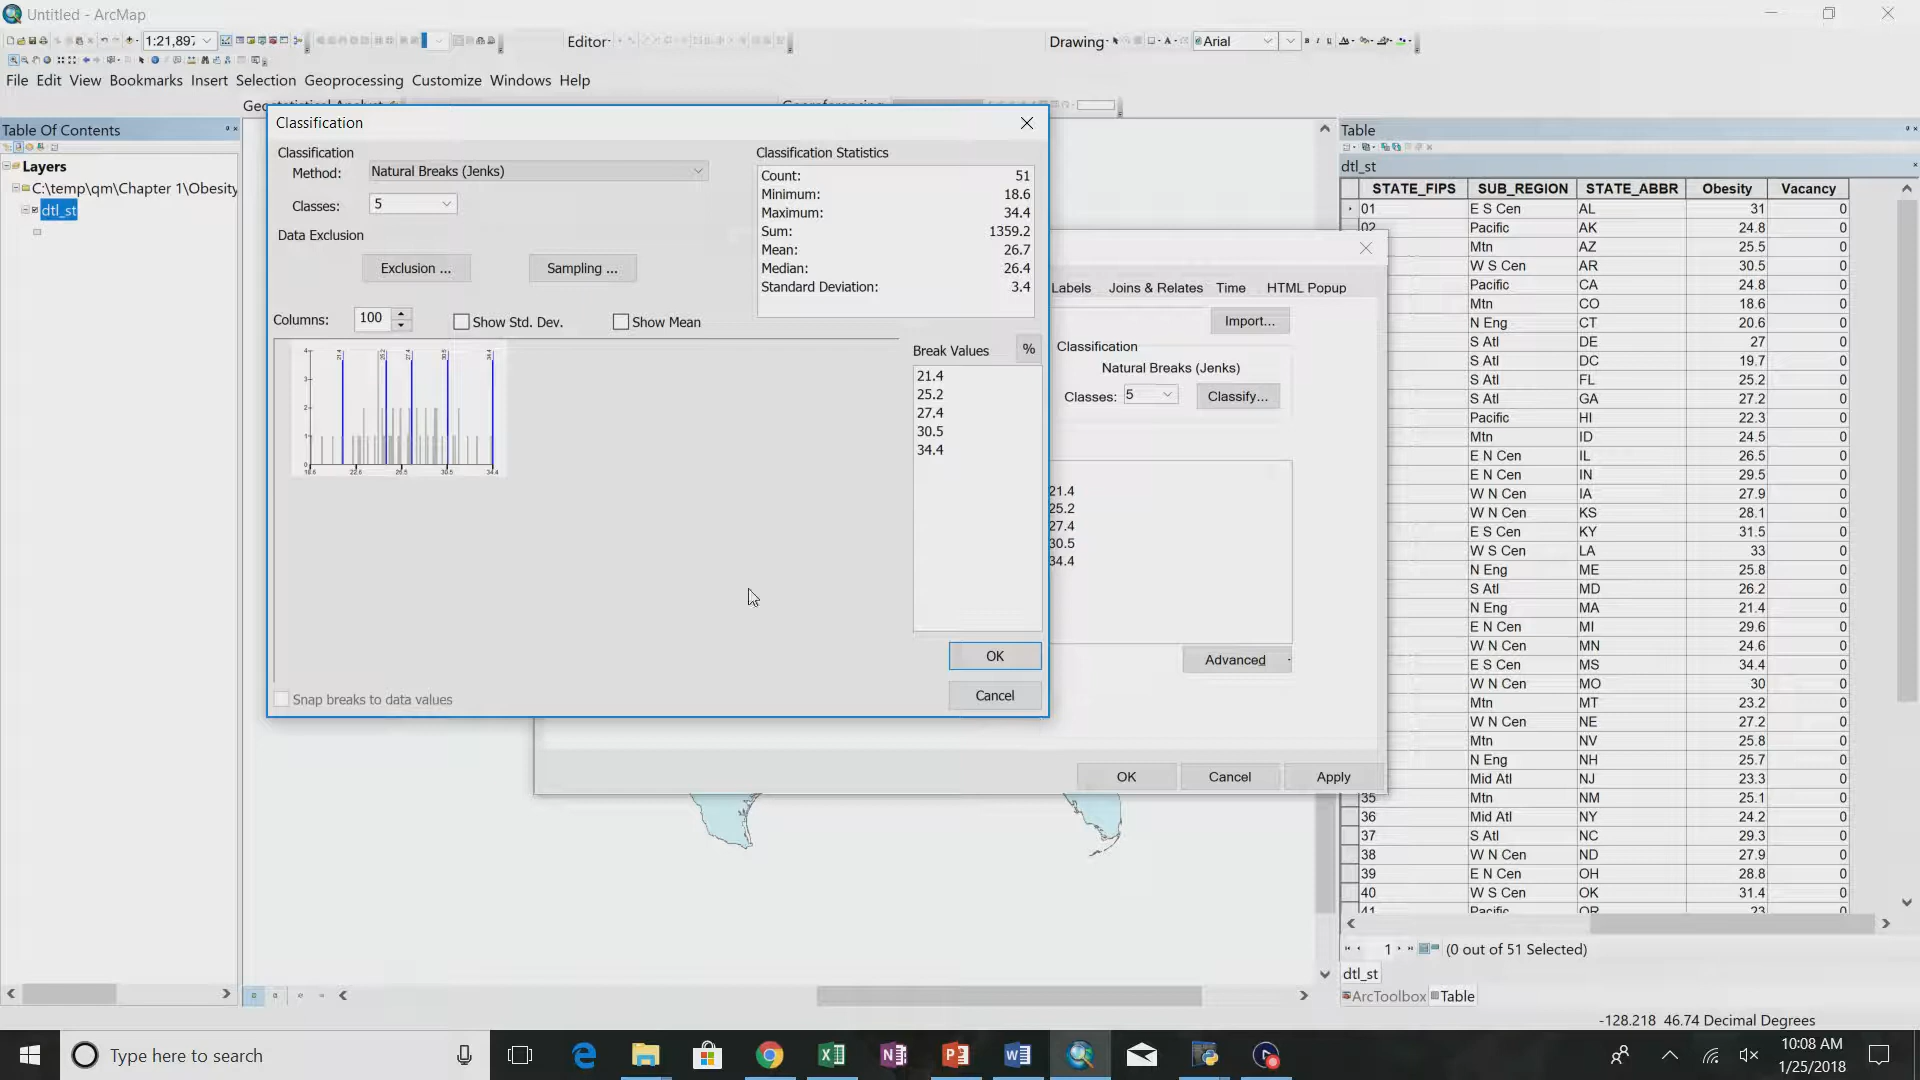 Untitled - ArcMap
1:21,897
Editor
Drawing
Arial
File Edit View Bookmarks Insert Selection Geoprocessing Customize Windows Help
Table Of Contents
Layers
C:\temp\qm\Chapter 1\Obesity
dtl_st
Classification
Classification
Method:
Natural Breaks (Jenks)
Classes:
5
Data Exclusion
Exclusion ...
Sampling ...
Columns:
100
Show Std. Dev.
Show Mean
Classification Statistics
Count: 51
Minimum: 18.6
Maximum: 34.4
Sum: 1359.2
Mean: 26.7
Median: 26.4
Standard Deviation: 3.4
Break Values
%
21.4
25.2
27.4
30.5
34.4
OK
Cancel
Snap breaks to data values
Labels Joins & Relates Time HTML Popup
Import...
Classification
Natural Breaks (Jenks)
Classes: 5
Classify...
21.4
25.2
27.4
30.5
34.4
Advanced
OK Cancel Apply
Table
dtl_st
STATE_FIPS SUB_REGION STATE_ABBR Obesity Vacancy
01 E S Cen AL 31 0
02 Pacific AK 24.8 0
Mtn AZ 25.5 0
W S Cen AR 30.5 0
Pacific CA 24.8 0
Mtn CO 18.6 0
N Eng CT 20.6 0
S Atl DE 27 0
S Atl DC 19.7 0
S Atl FL 25.2 0
S Atl GA 27.2 0
Pacific HI 22.3 0
Mtn ID 24.5 0
E N Cen IL 26.5 0
E N Cen IN 29.5 0
W N Cen IA 27.9 0
W N Cen KS 28.1 0
E S Cen KY 31.5 0
W S Cen LA 33 0
N Eng ME 25.8 0
S Atl MD 26.2 0
N Eng MA 21.4 0
E N Cen MI 29.6 0
W N Cen MN 24.6 0
E S Cen MS 34.4 0
W N Cen MO 30 0
Mtn MT 23.2 0
W N Cen NE 27.2 0
Mtn NV 25.8 0
N Eng NH 25.7 0
Mid Atl NJ 23.3 0
35 Mtn NM 25.1 0
36 Mid Atl NY 24.2 0
37 S Atl NC 29.3 0
38 W N Cen ND 27.9 0
39 E N Cen OH 28.8 0
40 W S Cen OK 31.4 0
41 Pacific OR 23 0
1
(0 out of 51 Selected)
dtl_st
ArcToolbox Table
-128.218 46.74 Decimal Degrees
Type here to search
10:08 AM
1/25/2018